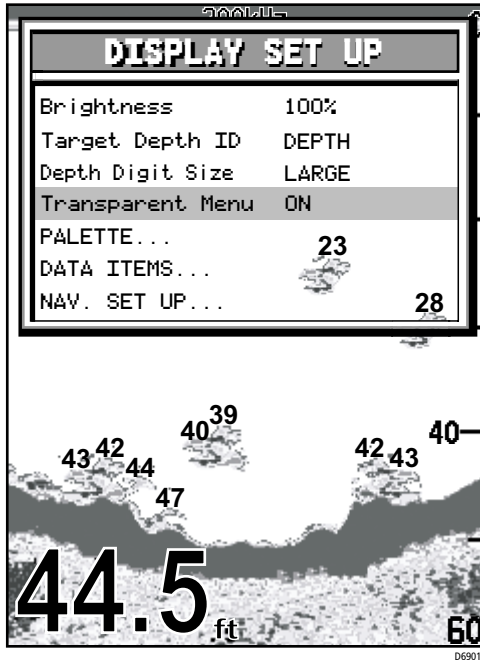 200kHz
DISPLAY SET UP
Brightness 100%
Target Depth ID DEPTH
Depth Digit Size LARGE
Transparent Menu ON
PALETTE...
DATA ITEMS...
NAV. SET UP...
23
28
40
39
40
43
42
44
47
42
43
44.5 ft
60
D6901